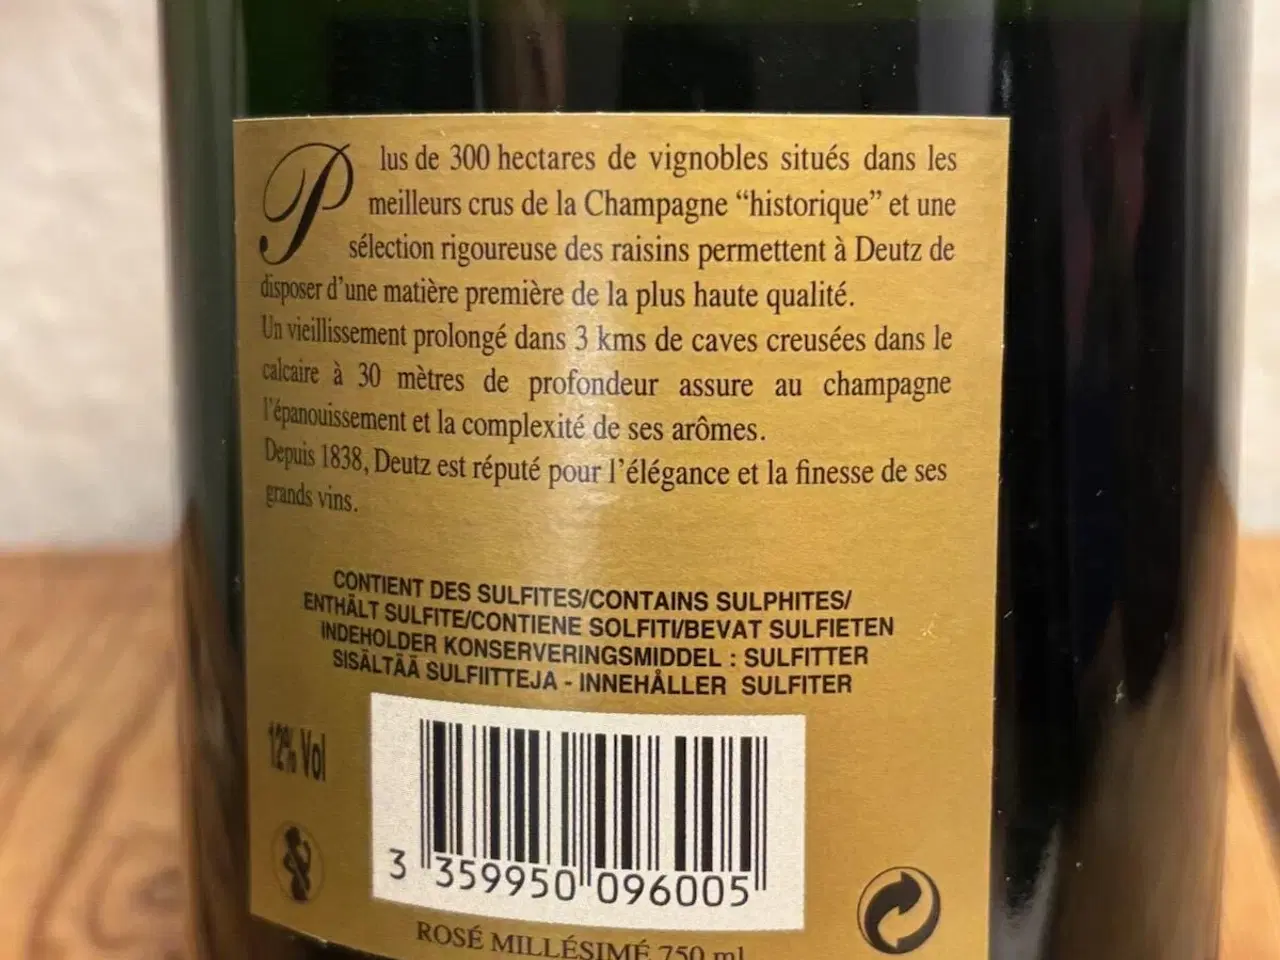 Plus de 300 hectares de vignobles situés dans les
meilleurs crus de la Champagne “historique” et une
sélection rigoureuse des raisins permettent à Deutz de
disposer d’une matière première de la plus haute qualité.
Un vieillissement prolongé dans 3 kms de caves creusées dans le
calcaire à 30 mètres de profondeur assure au champagne
l’épanouissement et la complexité de ses arômes.
Depuis 1838, Deutz est réputé pour l’élégance et la finesse de ses
grands vins.
CONTIENT DES SULFITES/CONTAINS SULPHITES/
ENTHÄLT SULFITE/CONTIENE SOLFITI/BEVAT SULFIETEN
INDEHOLDER KONSERVERINGSMIDDEL : SULFITTER
SISÄLTÄÄ SULFIITTEJA - INNEHÅLLER SULFITER
12% Vol
3 359950 096005
ROSÉ MILLÉSIMÉ 750 ml